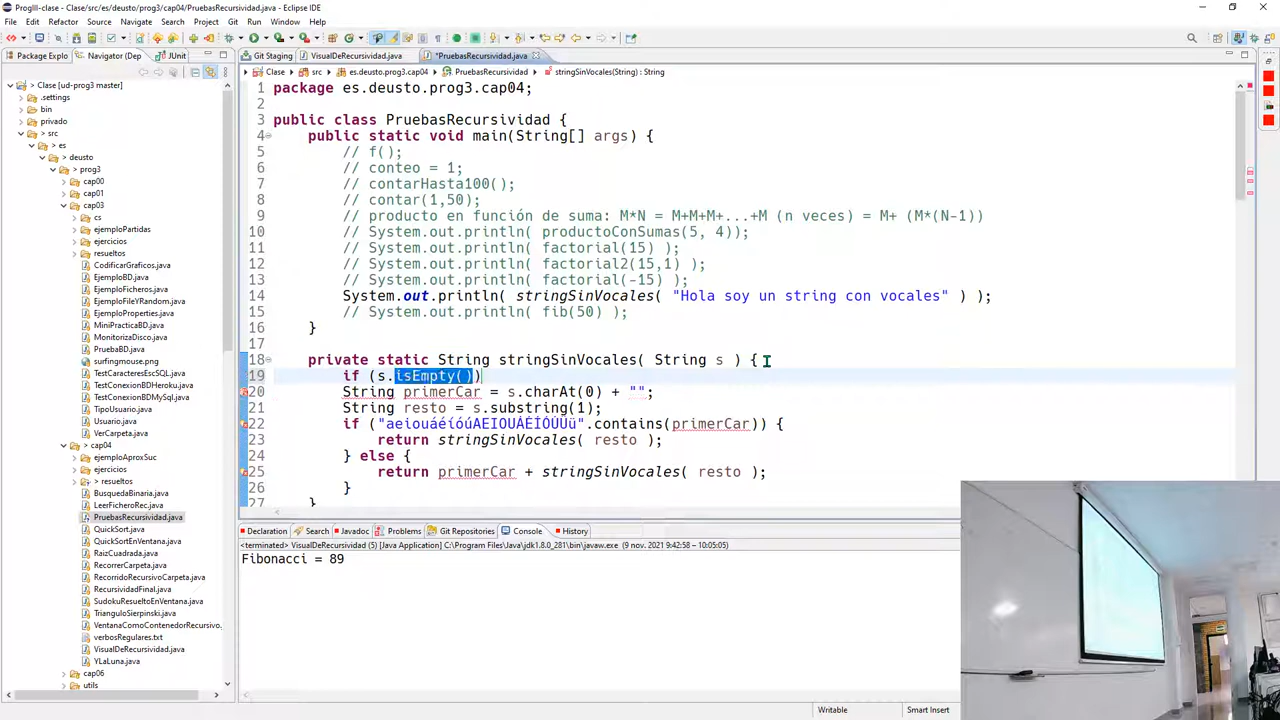 ProgIII-clase - Clase/src/es/deusto/prog3/cap04/PruebasRecursividad.java - Eclipse IDE
File Edit Refactor Source Navigate Search Project Git Run Window Help
Package Explo Navigator (Dep JUnit
Git Staging VisualDeRecursividad.java *PruebasRecursividad.java
Clase src es.deusto.prog3.cap04 PruebasRecursividad stringSinVocales(String) : String
Clase [ud-prog3 master]
.settings
bin
privado
> src
> es
> deusto
> prog3
cap00
cap01
> cap03
cs
ejemploPartidas
ejercicios
resueltos
CodificarGraficos.java
EjemploBD.java
EjemploFicheros.java
EjemploFileYRandom.java
EjemploProperties.java
MiniPracticaBD.java
MonitorizaDisco.java
PruebaBD.java
surfingmouse.png
TestCaracteresEscSQL.java
TestConexionBDHeroku.java
TestConexionBDMySql.java
TipoUsuario.java
Usuario.java
VerCarpeta.java
> cap04
ejemploAproxSuc
ejercicios
> resueltos
BusquedaBinaria.java
LeerFicheroRec.java
PruebasRecursividad.java
QuickSort.java
QuickSortEnVentana.java
RaizCuadrada.java
RecorrerCarpeta.java
RecorridoRecursivoCarpeta.java
RecursividadFinal.java
SudokuResueltoEnVentana.java
TrianguloSierpinski.java
VentanaComoContenedorRecursivo.
verbosRegulares.txt
VisualDeRecursividad.java
YLaLuna.java
cap06
utils
1 package es.deusto.prog3.cap04;
2
3 public class PruebasRecursividad {
4 public static void main(String[] args) {
5 // f();
6 // conteo = 1;
7 // contarHasta100();
8 // contar(1,50);
9 // producto en función de suma: M*N = M+M+M+...+M (n veces) = M+ (M*(N-1))
10 // System.out.println( productoConSumas(5, 4));
11 // System.out.println( factorial(15) );
12 // System.out.println( factorial2(15,1) );
13 // System.out.println( factorial(-15) );
14 System.out.println( stringSinVocales( "Hola soy un string con vocales" ) );
15 // System.out.println( fib(50) );
16 }
17
18 private static String stringSinVocales( String s ) {
19 if (s.isEmpty())
20 String primerCar = s.charAt(0) + "";
21 String resto = s.substring(1);
22 if ("aeiouáéíóúAEIOUÁÉÍÓÚÜü".contains(primerCar)) {
23 return stringSinVocales( resto );
24 } else {
25 return primerCar + stringSinVocales( resto );
26 }
27 }
Declaration Search Javadoc Problems Git Repositories Console History
<terminated> VisualDeRecursividad (5) [Java Application] C:\Program Files\Java\jdk1.8.0_281\bin\javaw.exe (9 nov. 2021 9:42:58 – 10:05:05)
Fibonacci = 89
Writable Smart Insert